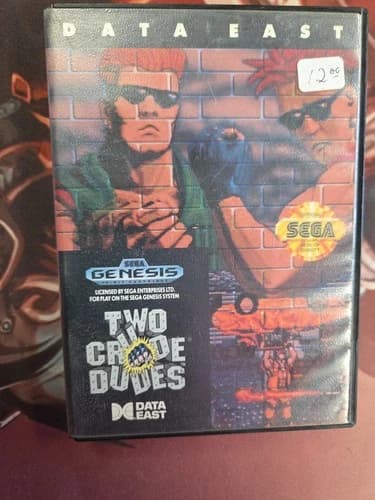 DATA EAST
12.00
SEGA
SEGA
GENESIS
LICENSED BY SEGA ENTERPRISES LTD.
FOR PLAY ON THE SEGA GENESIS SYSTEM
TWO
CRUDE
DUDES
DATA
EAST